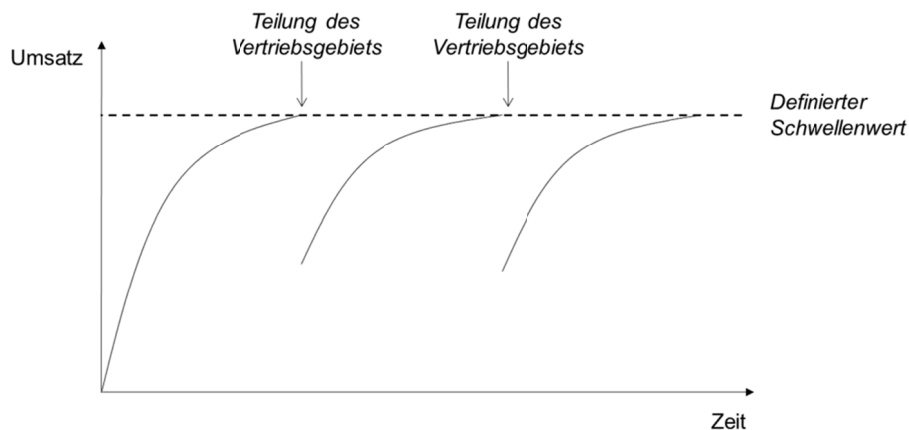 Teilung des
Vertriebsgebiets
Teilung des
Vertriebsgebiets
Umsatz
Definierter
Schwellenwert
Zeit